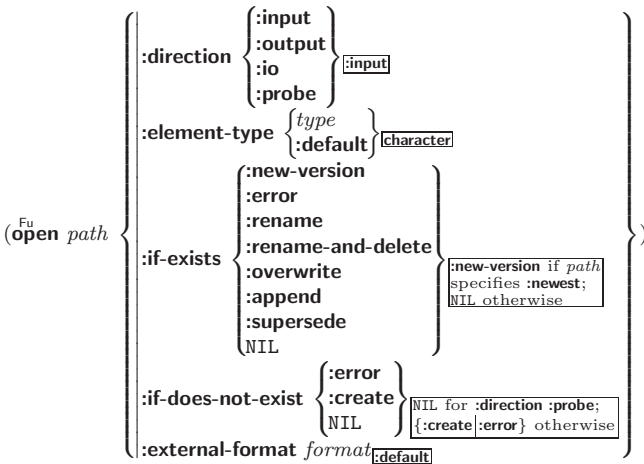 :input
:output
:direction
:io
:input
:probe
:element-type type
:default
character
:new-version
:error
:rename
:rename-and-delete
Fu
(open path
:if-exists
:overwrite
:new-version if path
specifies :newest;
NIL otherwise
:append
:supersede
NIL
)
:error
:if-does-not-exist :create
NIL
NIL for :direction :probe;
{:create|:error} otherwise
:external-format format :default